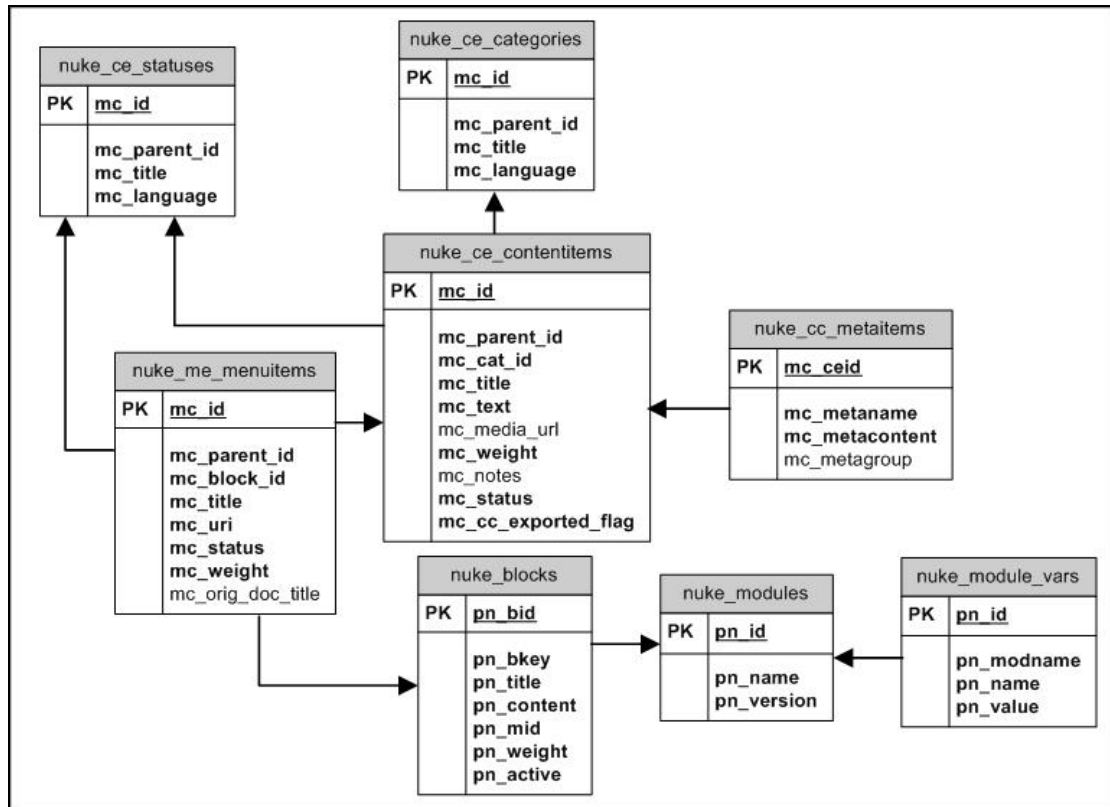 nuke_ce_statuses
PK mc_id
mc_parent_id
mc_title
mc_language
nuke_ce_categories
PK mc_id
mc_parent_id
mc_title
mc_language
nuke_ce_contentitems
PK mc_id
mc_parent_id
mc_cat_id
mc_title
mc_text
mc_media_url
mc_weight
mc_notes
mc_status
mc_cc_exported_flag
nuke_cc_metaitems
PK mc_ceid
mc_metaname
mc_metacontent
mc_metagroup
nuke_me_menuitems
PK mc_id
mc_parent_id
mc_block_id
mc_title
mc_uri
mc_status
mc_weight
mc_orig_doc_title
nuke_blocks
PK pn_bid
pn_bkey
pn_title
pn_content
pn_mid
pn_weight
pn_active
nuke_modules
PK pn_id
pn_name
pn_version
nuke_module_vars
PK pn_id
pn_modname
pn_name
pn_value